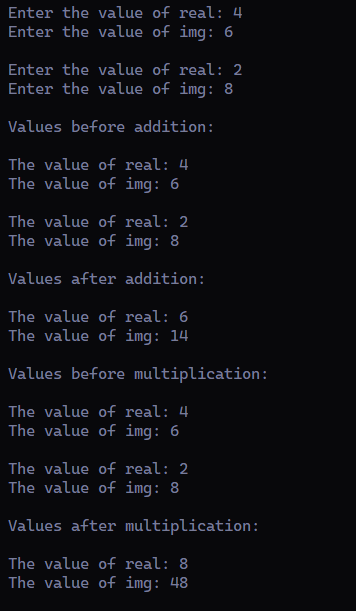 Enter the value of real: 4
Enter the value of img: 6
Enter the value of real: 2
Enter the value of img: 8
Values before addition:
The value of real: 4
The value of img: 6
The value of real: 2
The value of img: 8
Values after addition:
The value of real: 6
The value of img: 14
Values before multiplication:
The value of real: 4
The value of img: 6
The value of real: 2
The value of img: 8
Values after multiplication:
The value of real: 8
The value of img: 48